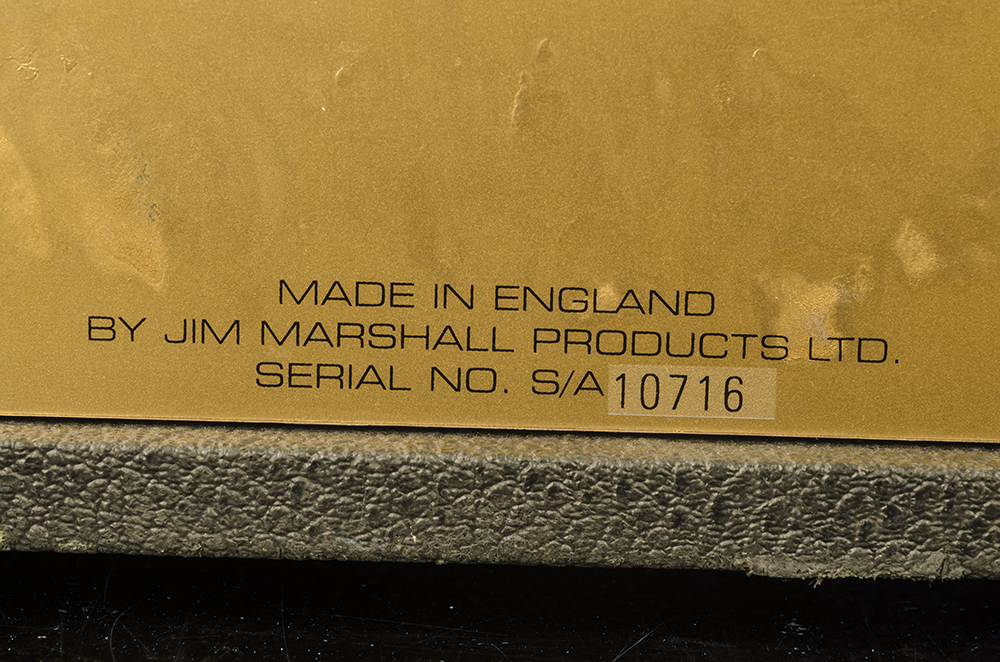 MADE IN ENGLAND
BY JIM MARSHALL PRODUCTS LTD.
SERIAL NO. S/A 10716